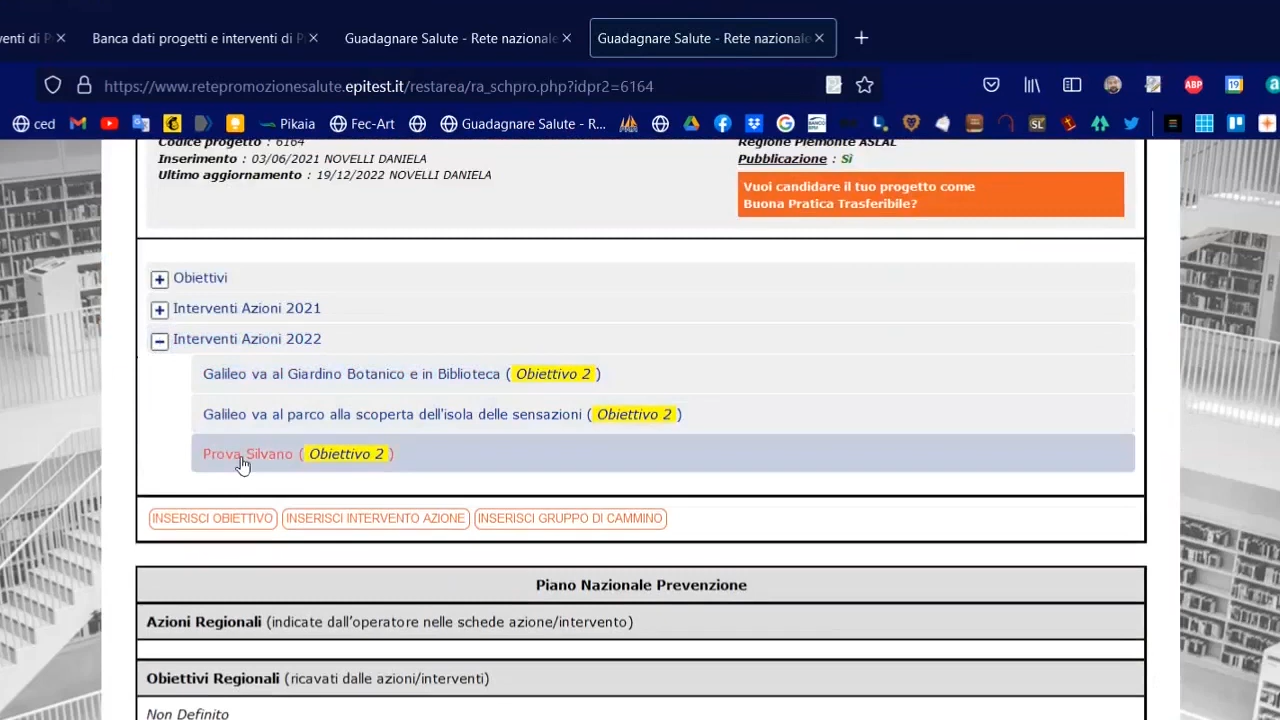 venti di P
Banca dati progetti e interventi di P
Guadagnare Salute - Rete nazionale
Guadagnare Salute - Rete nazionale
https://www.retepromozionesalute.epitest.it/restarea/ra_schpro.php?idpr2=6164
ABP
19
ced
Pikaia
Fec-Art
Guadagnare Salute - R...
SL
Codice progetto : 6164
Inserimento : 03/06/2021 NOVELLI DANIELA
Ultimo aggiornamento : 19/12/2022 NOVELLI DANIELA
Regione Piemonte ASLAL
Pubblicazione : Sì
Vuoi candidare il tuo progetto come
Buona Pratica Trasferibile?
Obiettivi
Interventi Azioni 2021
Interventi Azioni 2022
Galileo va al Giardino Botanico e in Biblioteca ( Obiettivo 2 )
Galileo va al parco alla scoperta dell'isola delle sensazioni ( Obiettivo 2 )
Prova Silvano ( Obiettivo 2 )
INSERISCI OBIETTIVO INSERISCI INTERVENTO AZIONE INSERISCI GRUPPO DI CAMMINO
Piano Nazionale Prevenzione
Azioni Regionali (indicate dall'operatore nelle schede azione/intervento)
Obiettivi Regionali (ricavati dalle azioni/interventi)
Non Definito